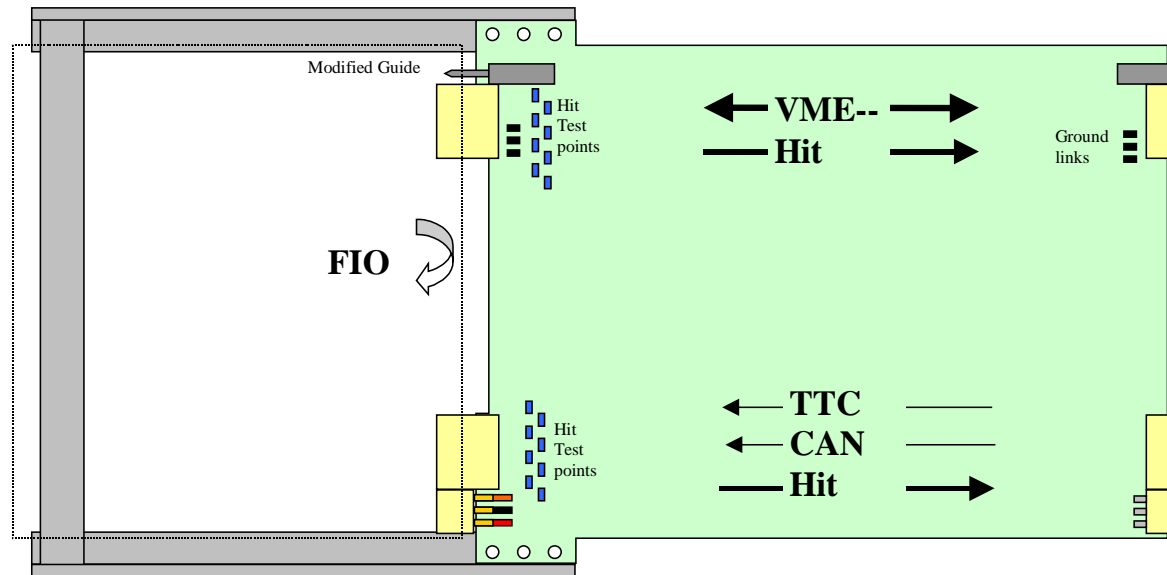 Modified Guide
Hit
Test
points
VME--
Hit
Ground
links
FIO
Hit
Test
points
TTC
CAN
Hit